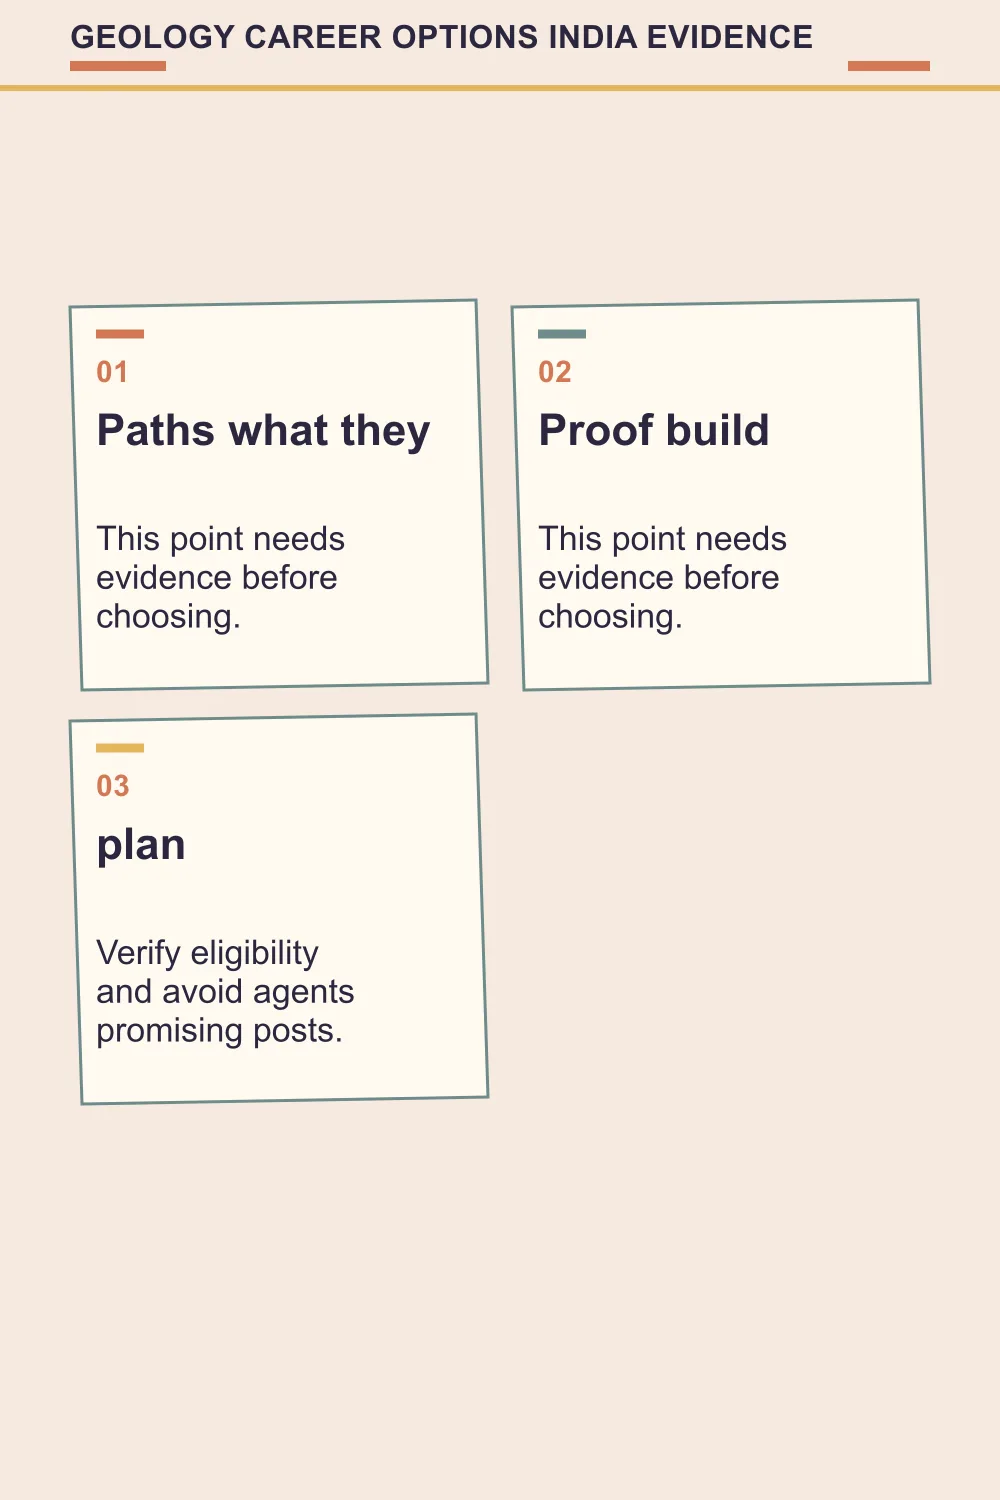 GEOLOGY CAREER OPTIONS INDIA EVIDENCE
01
Paths what they
This point needs
evidence before
choosing.
02
Proof build
This point needs
evidence before
choosing.
03
plan
Verify eligibility
and avoid agents
promising posts.